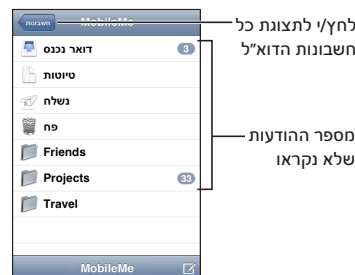 חשבונות
MobileMe
לחץ/י לתצוגת כל
חשבונות הדוא״ל
דואר נכנס
3
טיוטות
נשלח
פח
מספר ההודעות
שלא נקראו
Friends
Projects
33
Travel
MobileMe